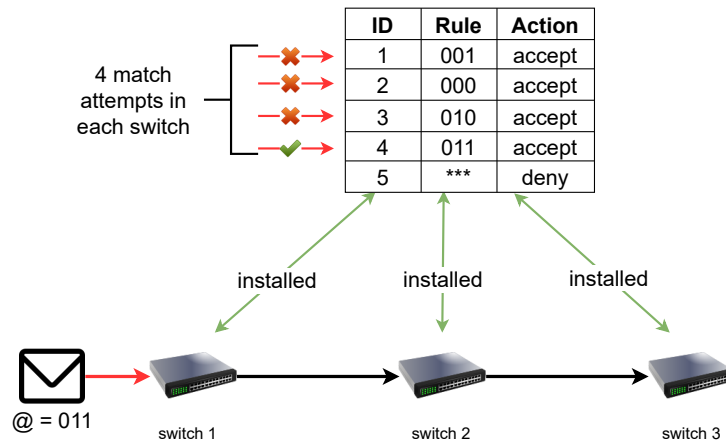 ID Rule Action
1 001 accept
2 000 accept
3 010 accept
4 011 accept
5 *** deny
4 match
attempts in
each switch
installed installed installed
@ = 011
switch 1 switch 2 switch 3